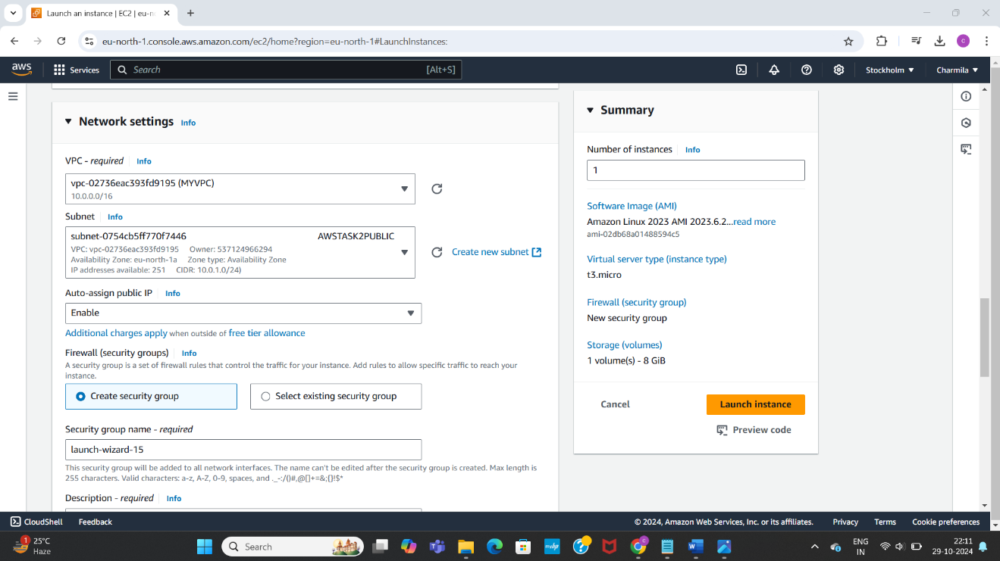 Launch an instance | EC2 | eu-n
eu-north-1.console.aws.amazon.com/ec2/home?region=eu-north-1#LaunchInstances:
C
aws
Services
Search
[Alt+S]
Stockholm
Charmila
Network settings Info
VPC - required Info
vpc-02736eac393fd9195 (MYVPC)
10.0.0.0/16
Subnet Info
subnet-0754cb5ff770f7446 AWSTASK2PUBLIC
VPC: vpc-02736eac393fd9195 Owner: 537124966294
Availability Zone: eu-north-1a Zone type: Availability Zone
IP addresses available: 251 CIDR: 10.0.1.0/24)
Create new subnet
Auto-assign public IP Info
Enable
Additional charges apply when outside of free tier allowance
Firewall (security groups) Info
A security group is a set of firewall rules that control the traffic for your instance. Add rules to allow specific traffic to reach your
instance.
Create security group
Select existing security group
Security group name - required
launch-wizard-15
This security group will be added to all network interfaces. The name can't be edited after the security group is created. Max length is
255 characters. Valid characters: a-z, A-Z, 0-9, spaces, and ._-:/()#,@[]+=&;{}!$*
Description - required Info
Summary
Number of instances Info
1
Software Image (AMI)
Amazon Linux 2023 AMI 2023.6.2...read more
ami-02db68a01488594c5
Virtual server type (instance type)
t3.micro
Firewall (security group)
New security group
Storage (volumes)
1 volume(s) - 8 GiB
Cancel
Launch instance
Preview code
CloudShell Feedback
© 2024, Amazon Web Services, Inc. or its affiliates. Privacy Terms Cookie preferences
1
25°C
Haze
Search
ENG
IN
22:11
29-10-2024